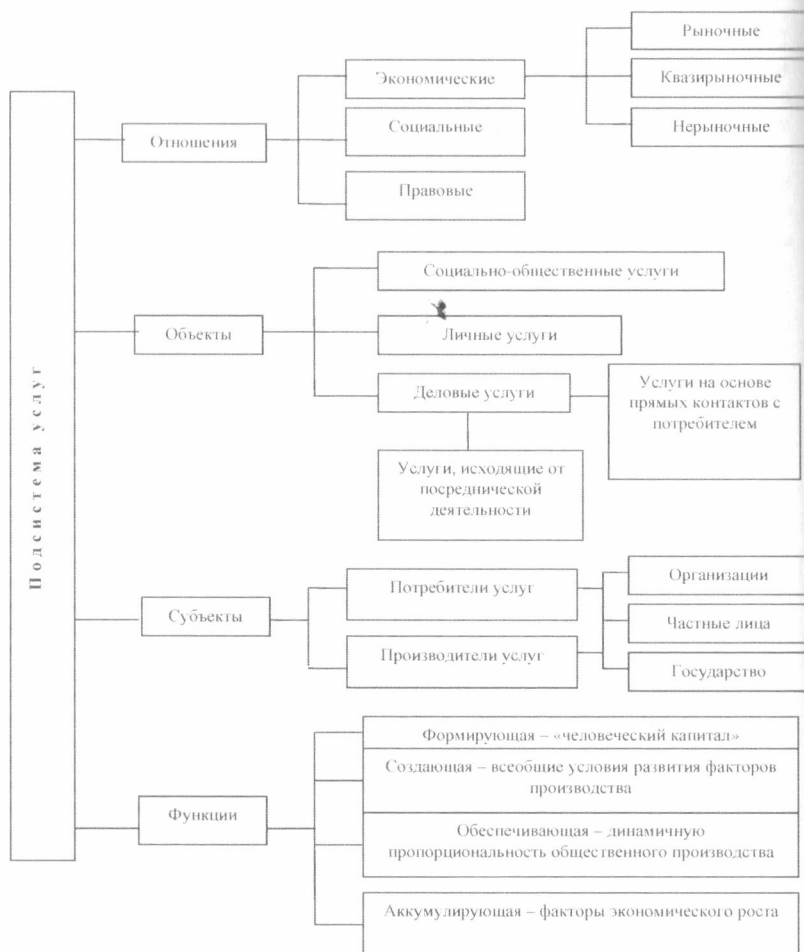 Подсистема услуг
Отношения
Экономические
Социальные
Правовые
Рыночные
Квазирыночные
Нерыночные
Объекты
Социально-общественные услуги
Личные услуги
Деловые услуги
Услуги на основе
прямых контактов с
потребителем
Услуги, исходящие от
посреднической
деятельности
Субъекты
Потребители услуг
Производители услуг
Организации
Частные лица
Государство
Функции
Формирующая – «человеческий капитал»
Создающая – всеобщие условия развития факторов
производства
Обеспечивающая – динамичную
пропорциональность общественного производства
Аккумулирующая – факторы экономического роста